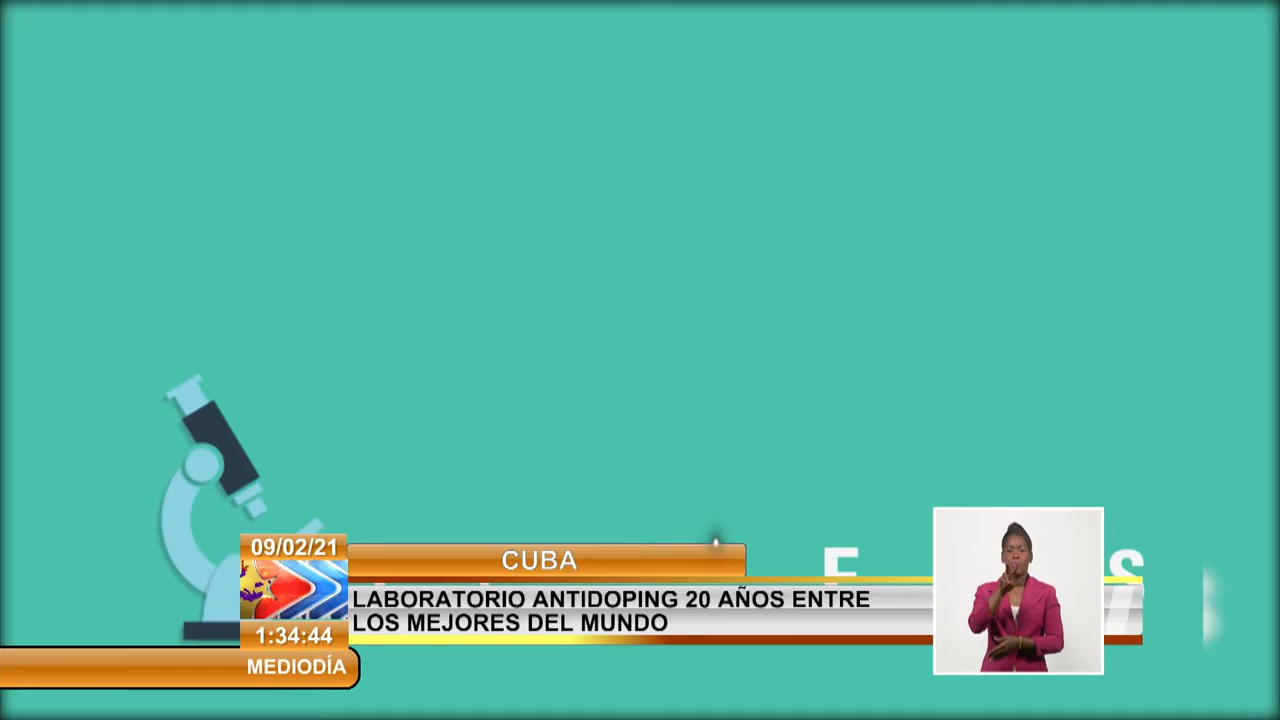 09/02/21
CUBA
LABORATORIO ANTIDOPING 20 AÑOS ENTRE
LOS MEJORES DEL MUNDO
1:34:44
MEDIODÍA